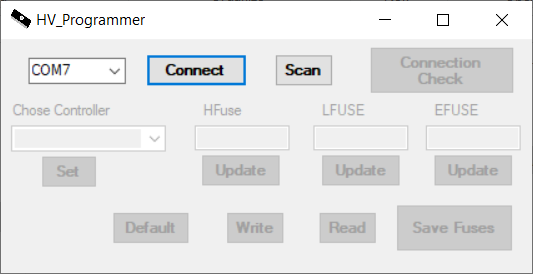 HV_Programmer
COM7
Connect
Scan
Connection
Check
Chose Controller
HFuse
LFUSE
EFUSE
Set
Update
Update
Update
Default
Write
Read
Save Fuses